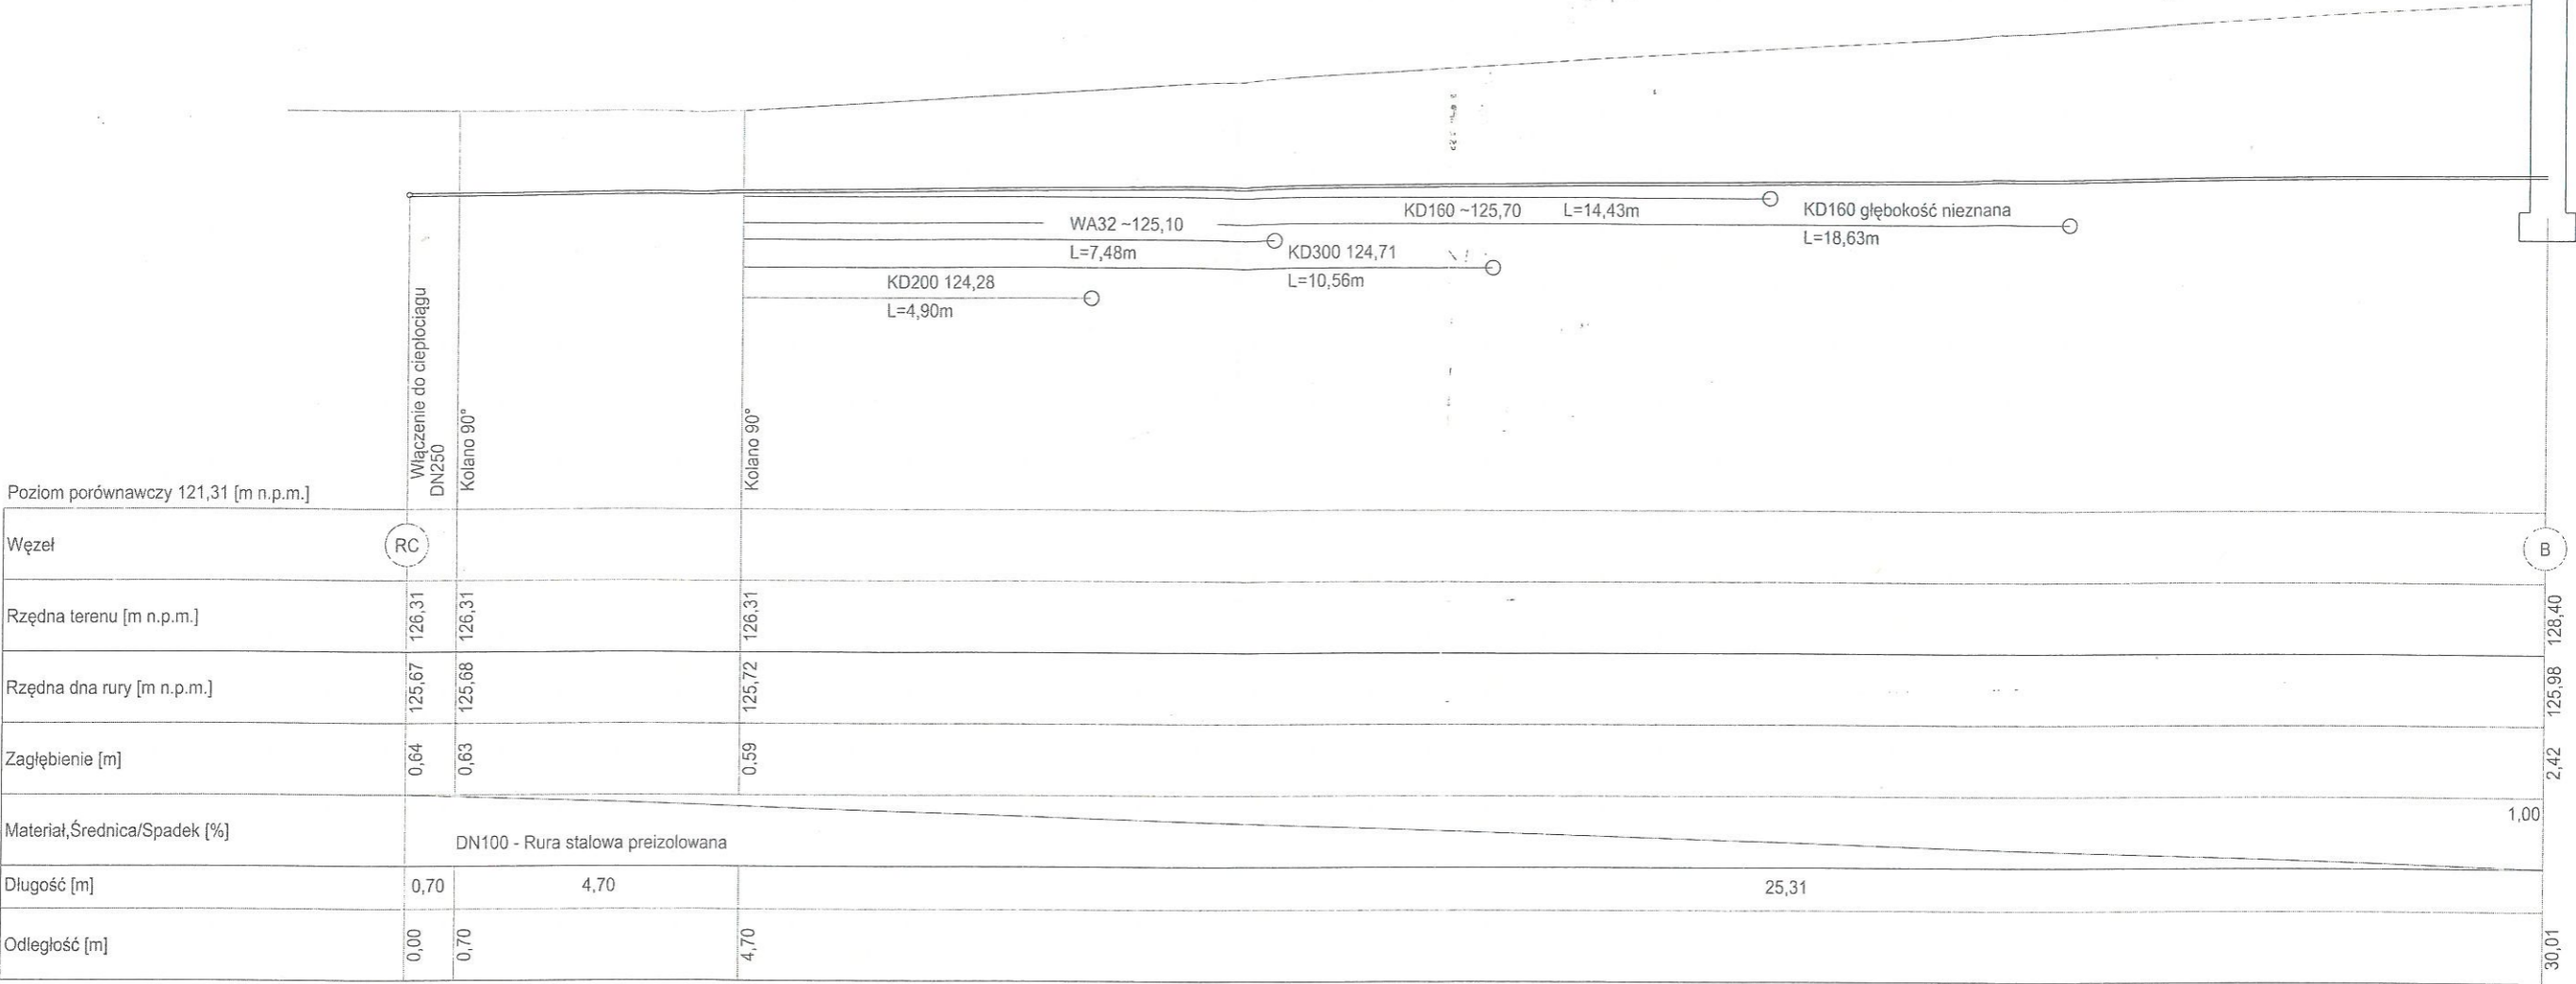 KD160 ~125,70 L=14,43m
KD160 głębokość nieznana
L=18,63m
WA32 ~125,10
L=7,48m
KD300 124,71
L=10,56m
KD200 124,28
L=4,90m
Włączenie do ciepłociągu
DN250
Kolano 90°
Kolano 90°
Poziom porównawczy 121,31 [m n.p.m.]
Węzeł RC B
Rzędna terenu [m n.p.m.] 126,31 126,31 126,31 128,40
Rzędna dna rury [m n.p.m.] 125,67 125,68 125,72 125,98
Zagłębienie [m] 0,64 0,63 0,59 2,42
Materiał,Średnica/Spadek [%] 1,00
DN100 - Rura stalowa preizolowana
Długość [m] 0,70 4,70 25,31
Odległość [m] 0,00 0,70 4,70 30,01